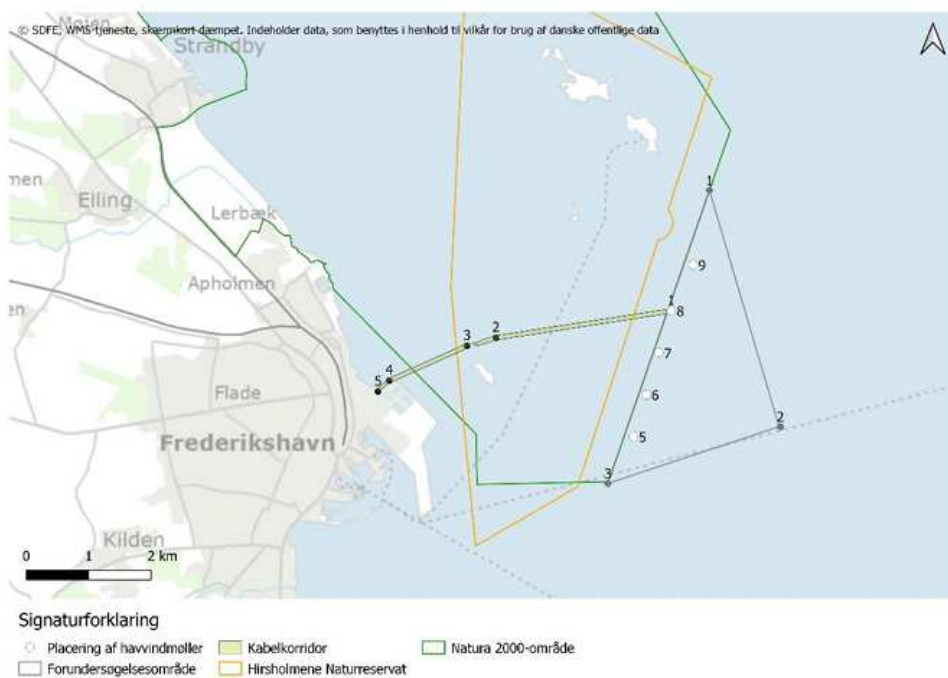 © SDFE, WMS-tjeneste, skærmkort-dæmpet. Indeholder data, som benyttes i henhold til vilkår for brug af danske offentlige data
Strandby
Elling
Lerbæk
Apholmen
Flade
Frederikshavn
Kilden
1
9
1
8
2
3
7
4
5
6
5
2
3
0 1 2 km
Signaturforklaring
Placering af havvindmøller
Kabelkorridor
Natura 2000-område
Forundersøgelsesområde
Hirsholmene Naturreservat